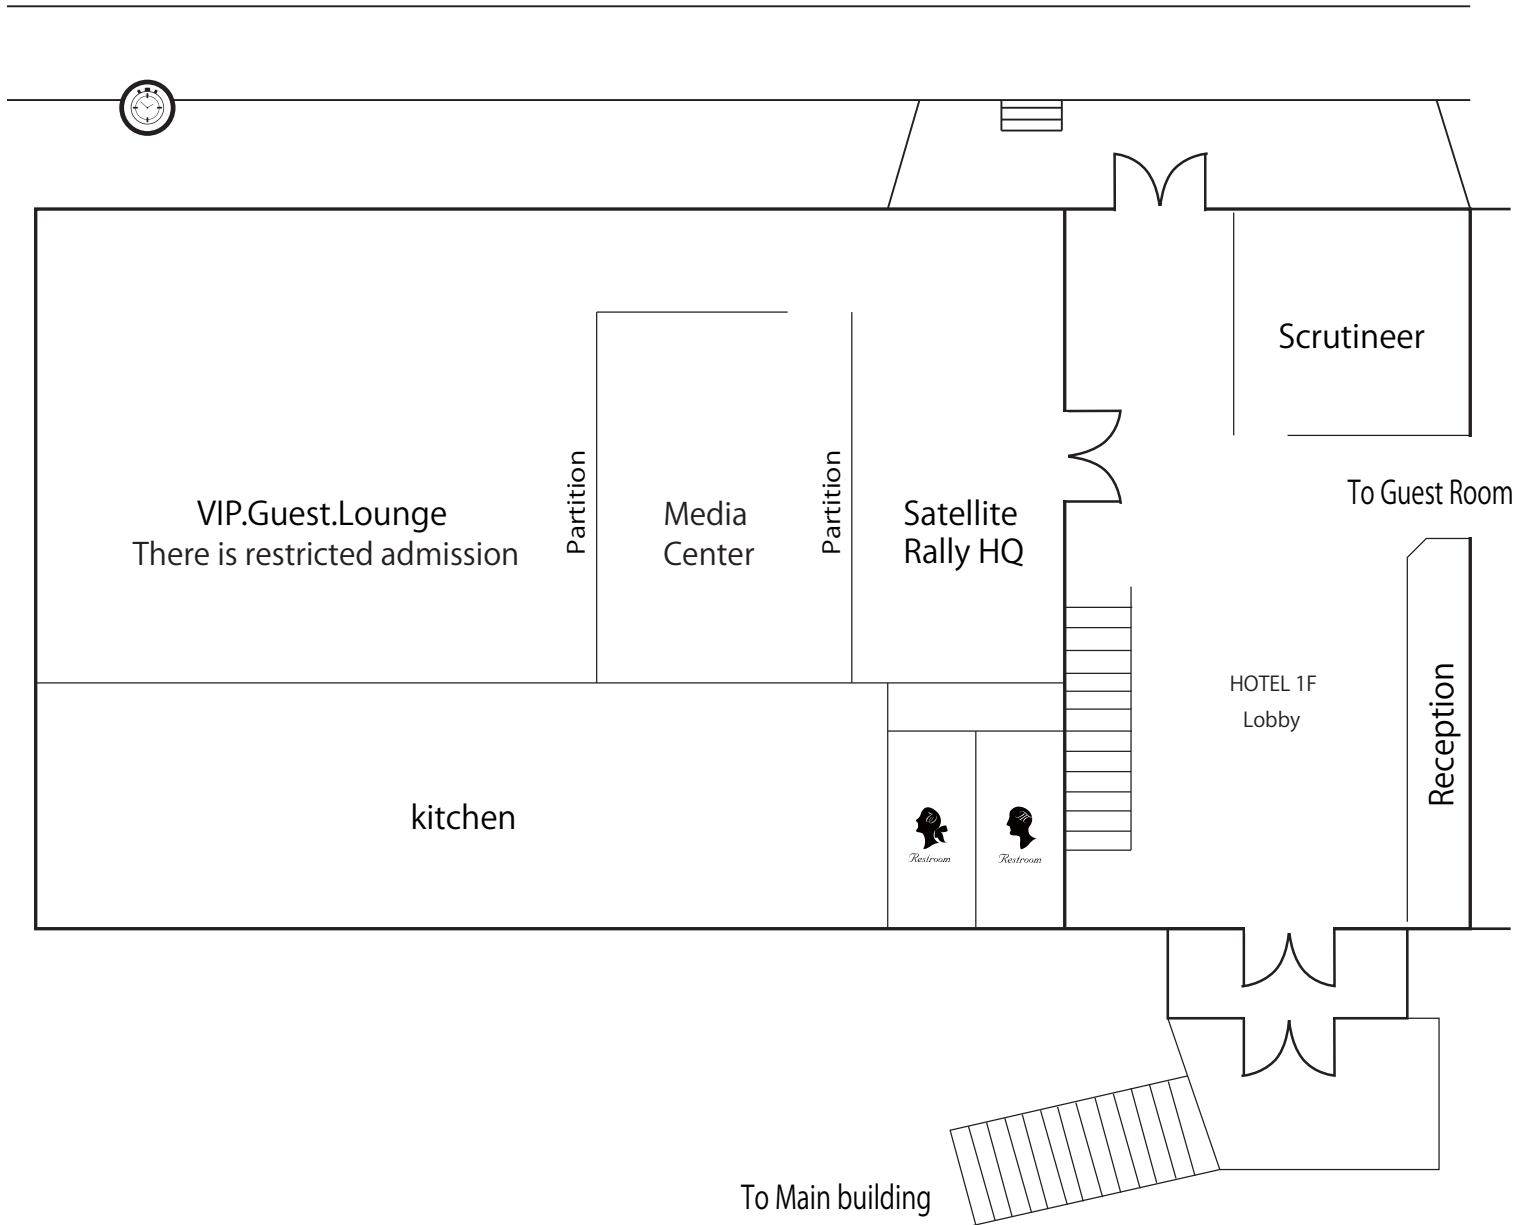 Scrutineer
To Guest Room
VIP.Guest.Lounge
There is restricted admission
Partition
Media
Center
Partition
Satellite
Rally HQ
HOTEL 1F
Lobby
Reception
kitchen
Restroom
Restroom
To Main building